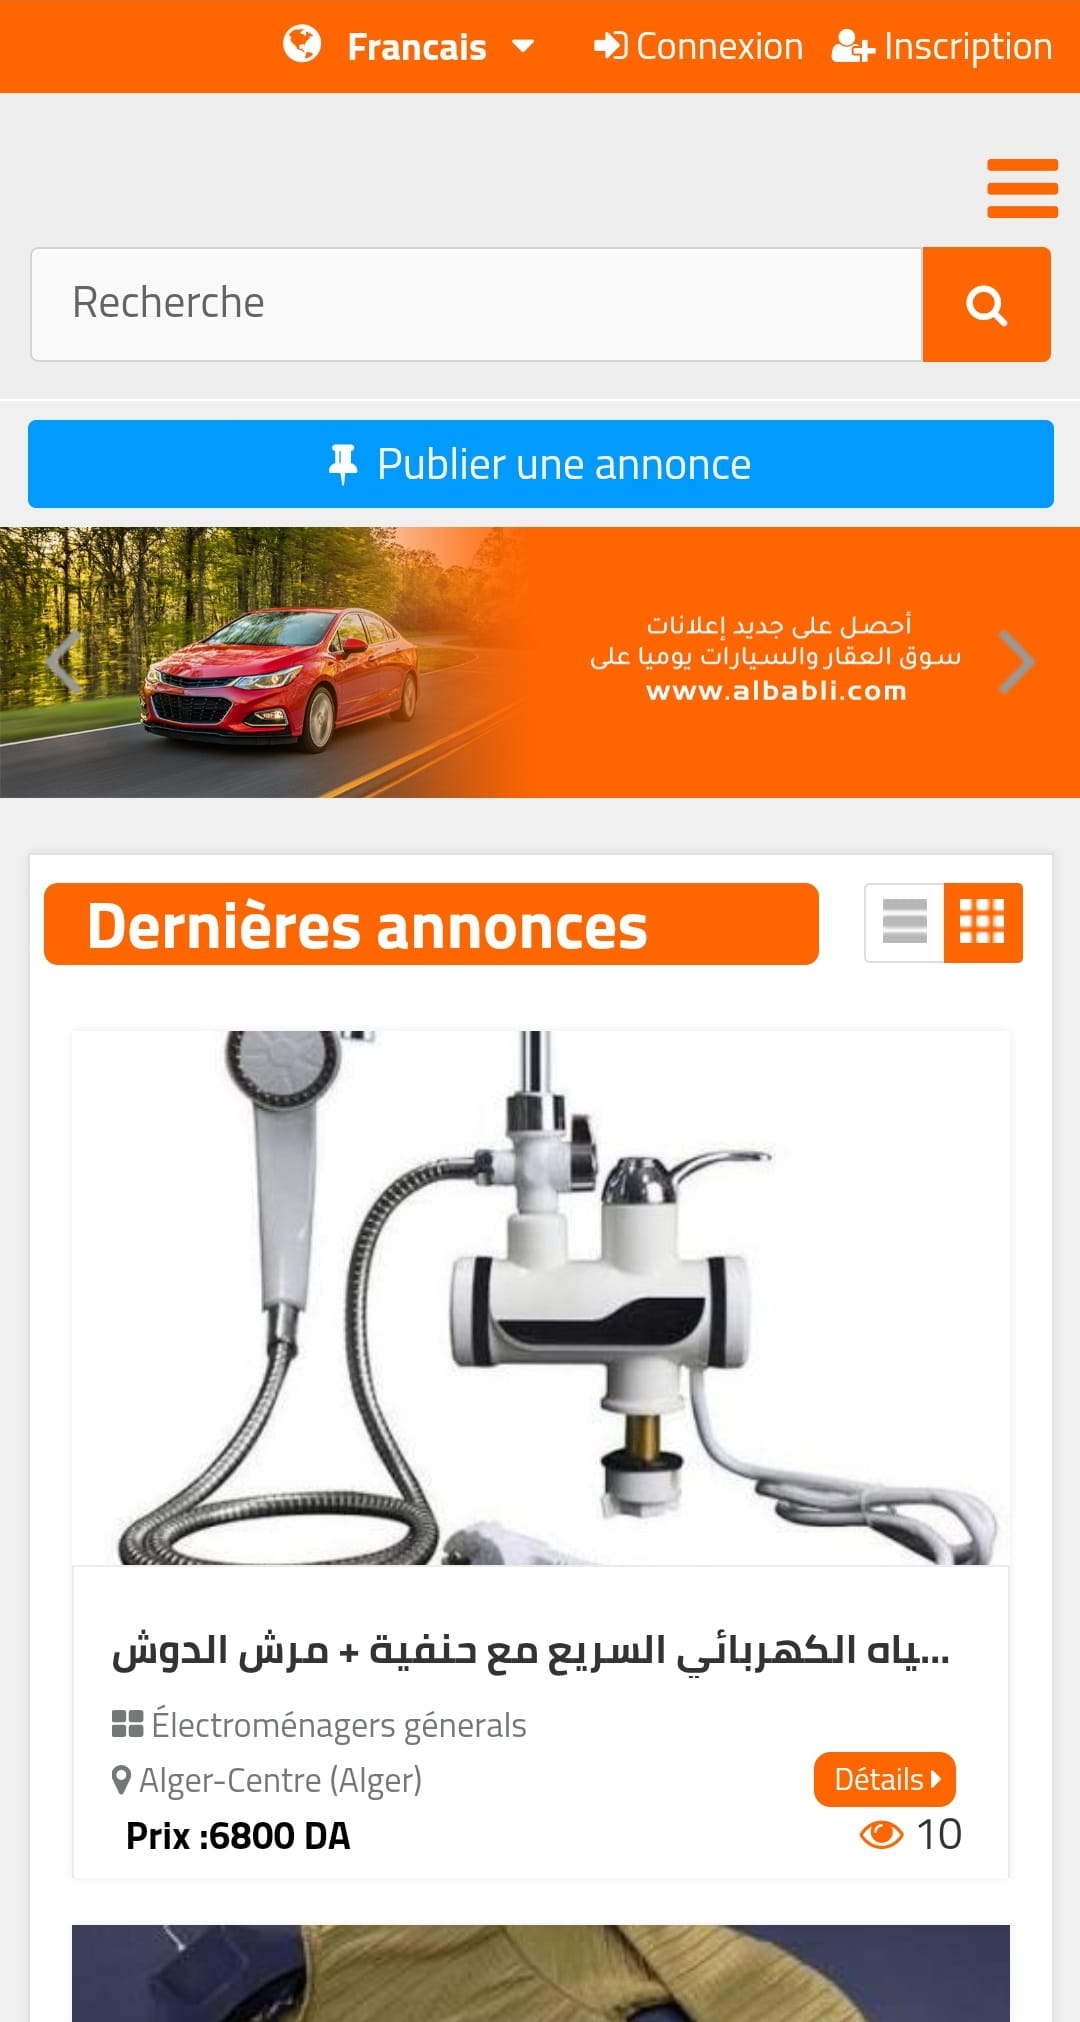 Francais
Connexion
Inscription
Recherche
Publier une annonce
أحصل على جديد إعلانات
سوق العقار والسيارات يوميا على
www.albabli.com
Dernières annonces
...ياه الكهربائي السريع مع حنفية + مرش الدوش
Électroménagers génerals
Alger-Centre (Alger)
Détails
Prix :6800 DA
10